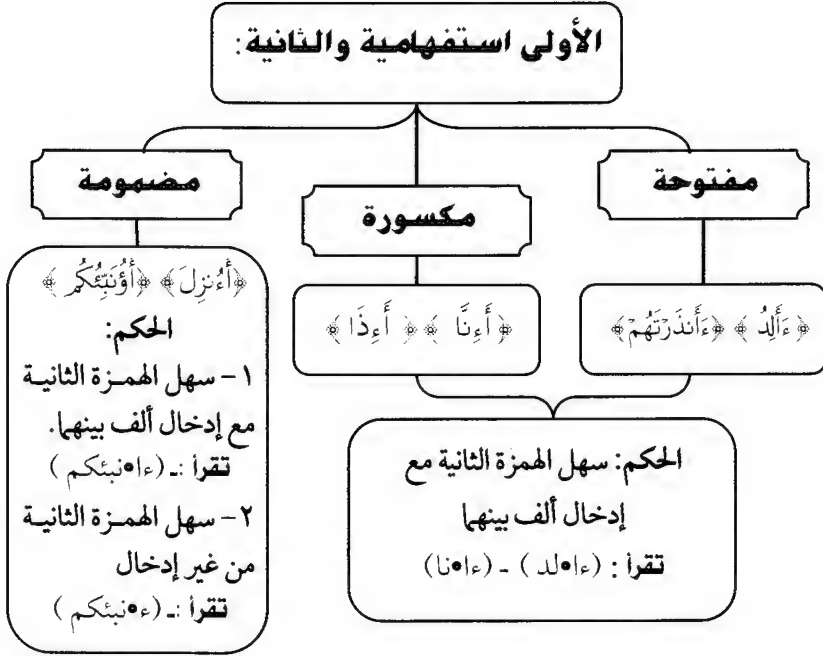 الأولى استفهامية والثانية:
مفتوحة
مكسورة
مضمومة
﴿ءَأَلِدُ﴾ ﴿ءَأَنذَرْتَهُمْ﴾
﴿أَءِنَّا﴾ ﴿أَءِذَا﴾
﴿أَءُنزِلَ﴾ ﴿أَؤُنَبِّئُكُم﴾
الحكم:
١- سهل الهمزة الثانية
مع إدخال ألف بينهما.
تقرأ :ـ (ءا•نبئكم)
٢- سهل الهمزة الثانية
من غير إدخال
تقرأ :ـ (ء•نبئكم)
الحكم: سهل الهمزة الثانية مع
إدخال ألف بينهما
تقرأ : (ءا•لد) - (ءا•نا)